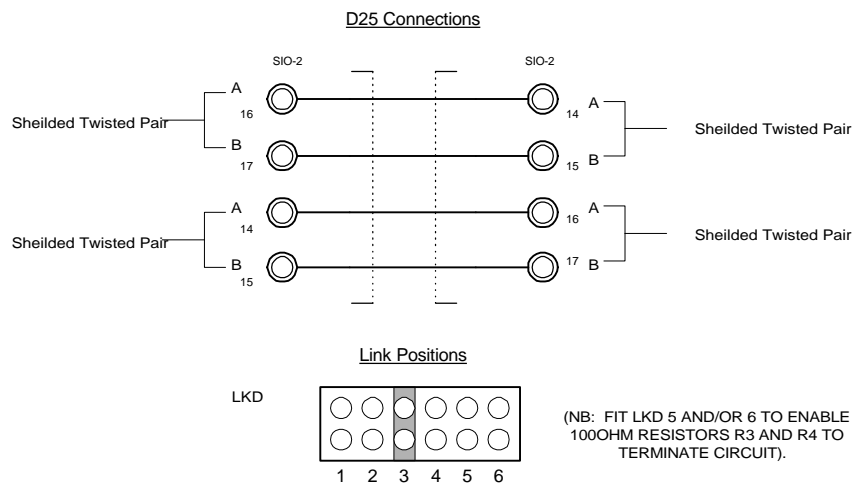 D25 Connections
SIO-2 SIO-2
A 16 14 A
Sheilded Twisted Pair Sheilded Twisted Pair
B 17 15 B
A 14 16 A
Sheilded Twisted Pair Sheilded Twisted Pair
B 15 17 B
Link Positions
LKD
(NB: FIT LKD 5 AND/OR 6 TO ENABLE
100OHM RESISTORS R3 AND R4 TO
TERMINATE CIRCUIT).
1 2 3 4 5 6